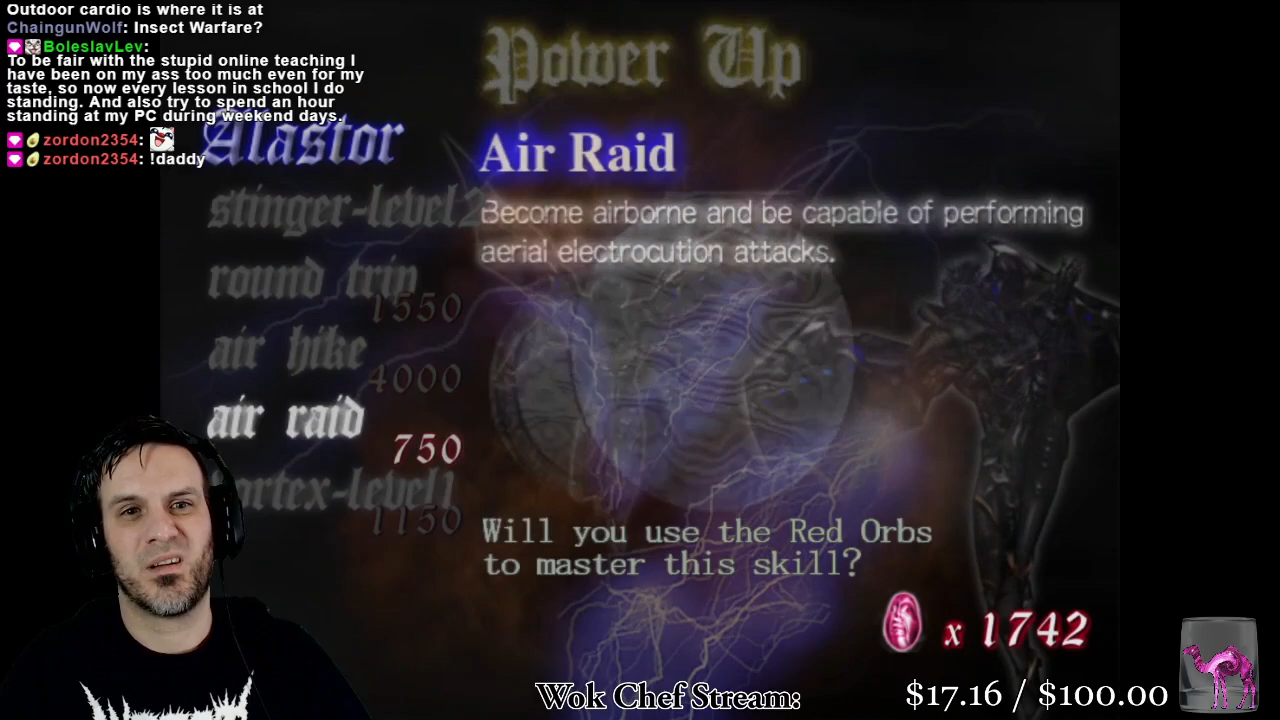 Outdoor cardio is where it is at
ChaingunWolf: Insect Warfare?
BoleslavLev:
To be fair with the stupid online teaching I
have been on my ass too much even for my
taste, so now every lesson in school I do
standing. And also try to spend an hour
standing at my PC during weekend days.
zordon2354:
zordon2354: !daddy
Power Up
Alastor
stinger-level2
round trip
1550
air hike
4000
air raid
750
vortex-level1
1150
Air Raid
Become airborne and be capable of performing
aerial electrocution attacks.
Will you use the Red Orbs
to master this skill?
x 1742
Wok Chef Stream:
$17.16 / $100.00